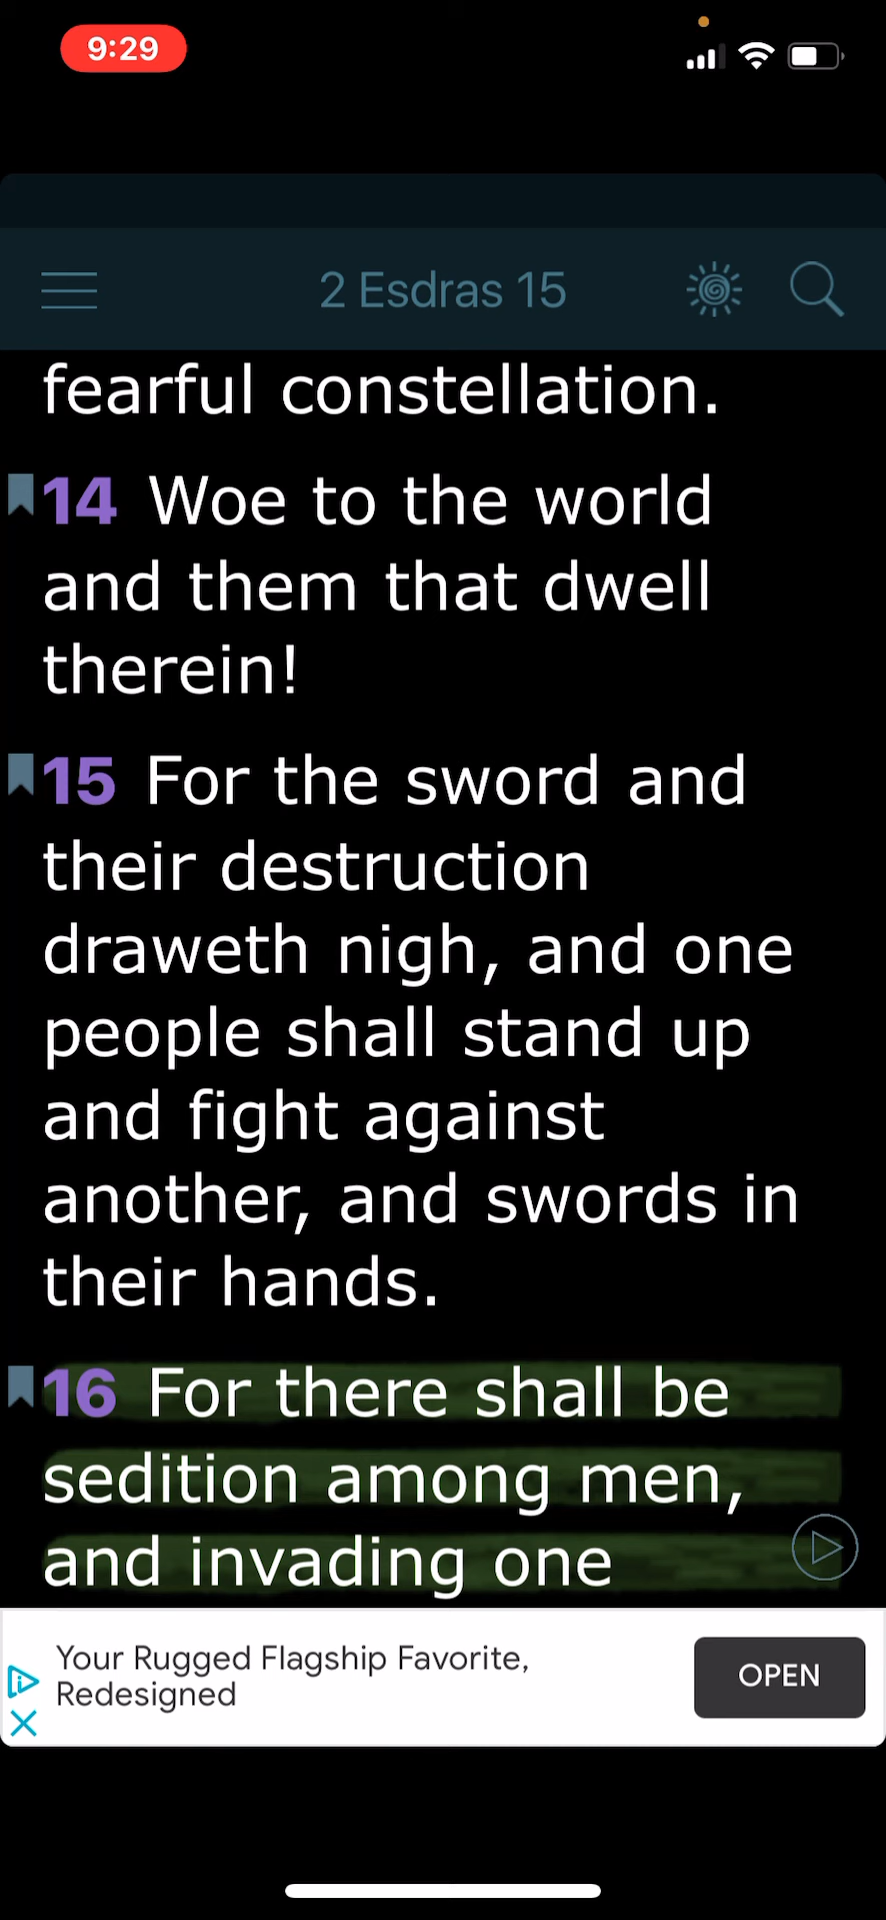 9:29
2 Esdras 15
fearful constellation.
14 Woe to the world
and them that dwell
therein!
15 For the sword and
their destruction
draweth nigh, and one
people shall stand up
and fight against
another, and swords in
their hands.
16 For there shall be
sedition among men,
and invading one
Your Rugged Flagship Favorite,
Redesigned
OPEN